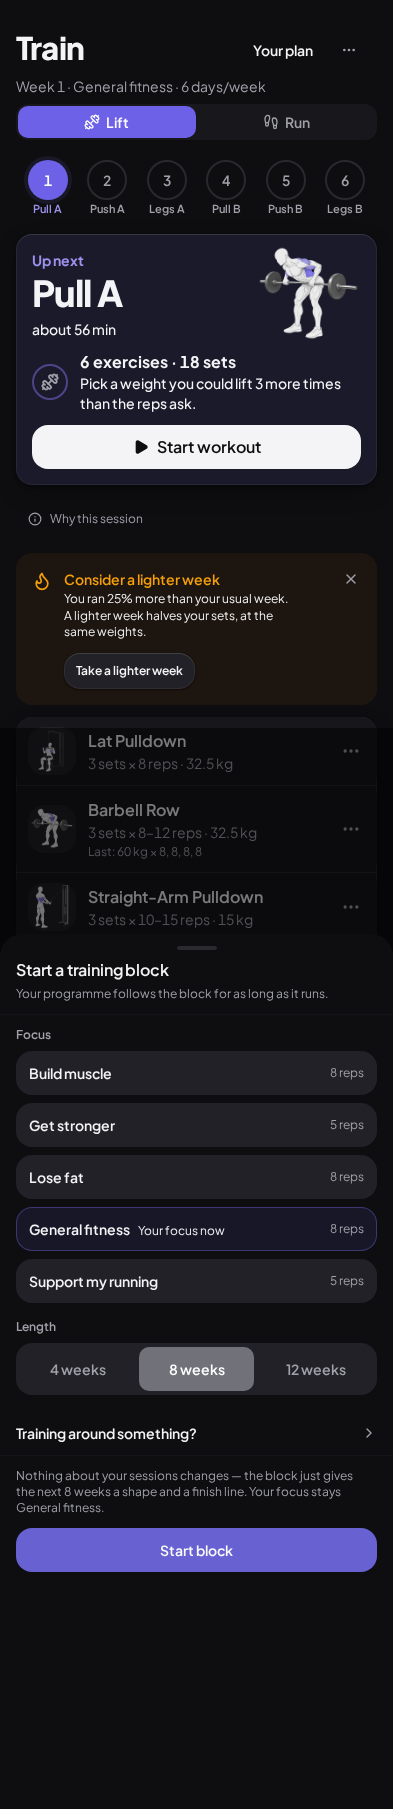 Train
Your plan
Week 1 · General fitness · 6 days/week
Lift
Run
1
2
3
4
5
6
Pull A
Push A
Legs A
Pull B
Push B
Legs B
Up next
Pull A
about 56 min
6 exercises · 18 sets
Pick a weight you could lift 3 more times
than the reps ask.
Start workout
Why this session
Consider a lighter week
You ran 25% more than your usual week.
A lighter week halves your sets, at the
same weights.
Take a lighter week
Lat Pulldown
3 sets × 8 reps · 32.5 kg
Barbell Row
3 sets × 8–12 reps · 32.5 kg
Last: 60 kg × 8, 8, 8, 8
Straight-Arm Pulldown
3 sets × 10–15 reps · 15 kg
Start a training block
Your programme follows the block for as long as it runs.
Focus
Build muscle
8 reps
Get stronger
5 reps
Lose fat
8 reps
General fitness Your focus now
8 reps
Support my running
5 reps
Length
4 weeks
8 weeks
12 weeks
Training around something?
Nothing about your sessions changes — the block just gives
the next 8 weeks a shape and a finish line. Your focus stays
General fitness.
Start block